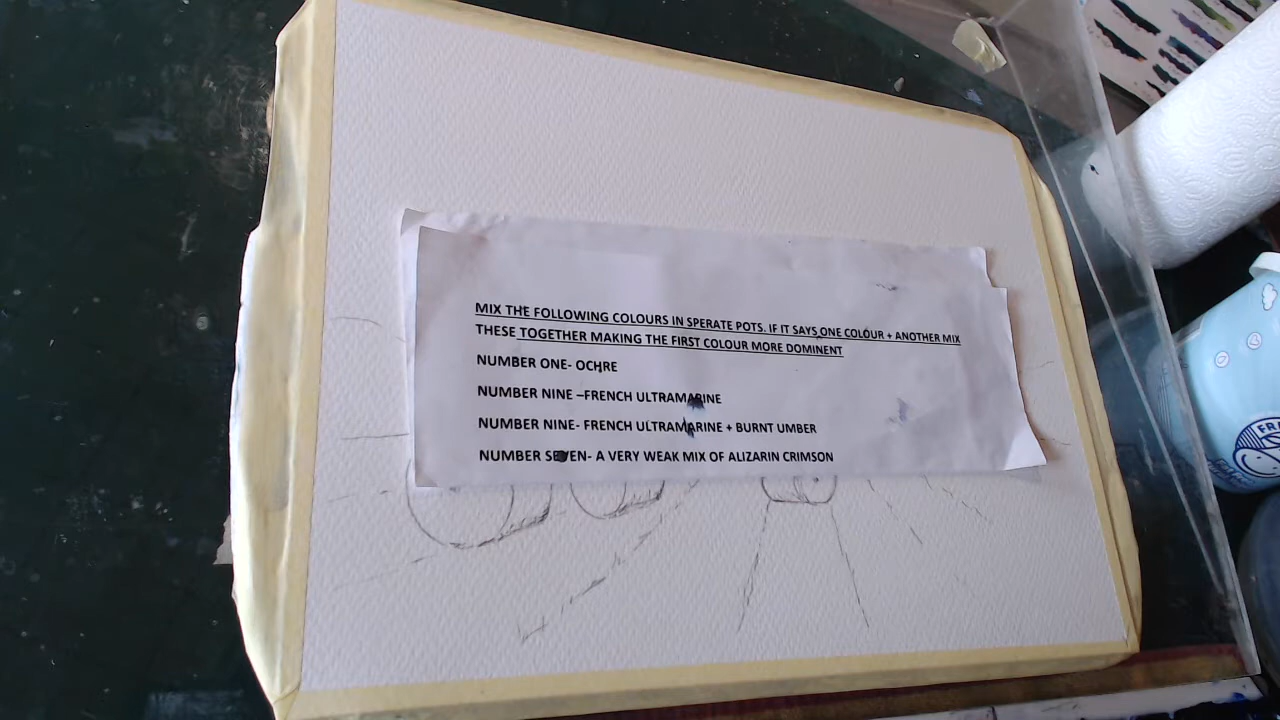 MIX THE FOLLOWING COLOURS IN SPERATE POTS. IF IT SAYS ONE COLOUR + ANOTHER MIX
THESE TOGETHER MAKING THE FIRST COLOUR MORE DOMINENT
NUMBER ONE- OCHRE
NUMBER NINE –FRENCH ULTRAMARINE
NUMBER NINE- FRENCH ULTRAMARINE + BURNT UMBER
NUMBER SEVEN- A VERY WEAK MIX OF ALIZARIN CRIMSON